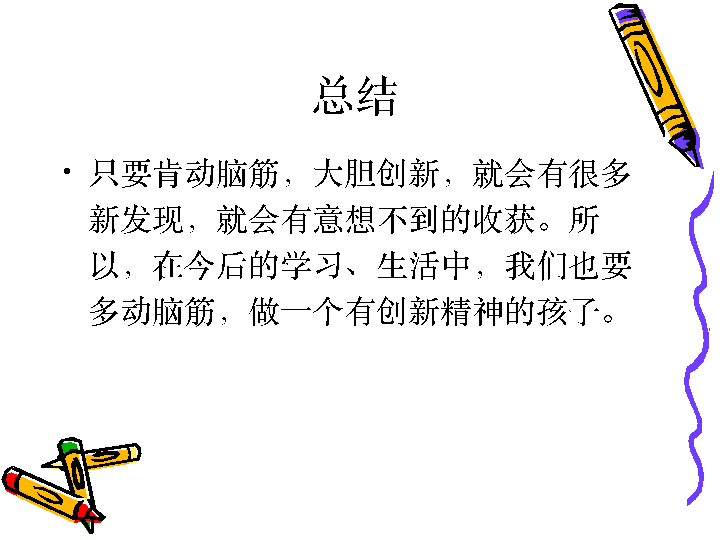 总结
• 只要肯动脑筋，大胆创新，就会有很多
新发现，就会有意想不到的收获。所
以，在今后的学习、生活中，我们也要
多动脑筋，做一个有创新精神的孩子。